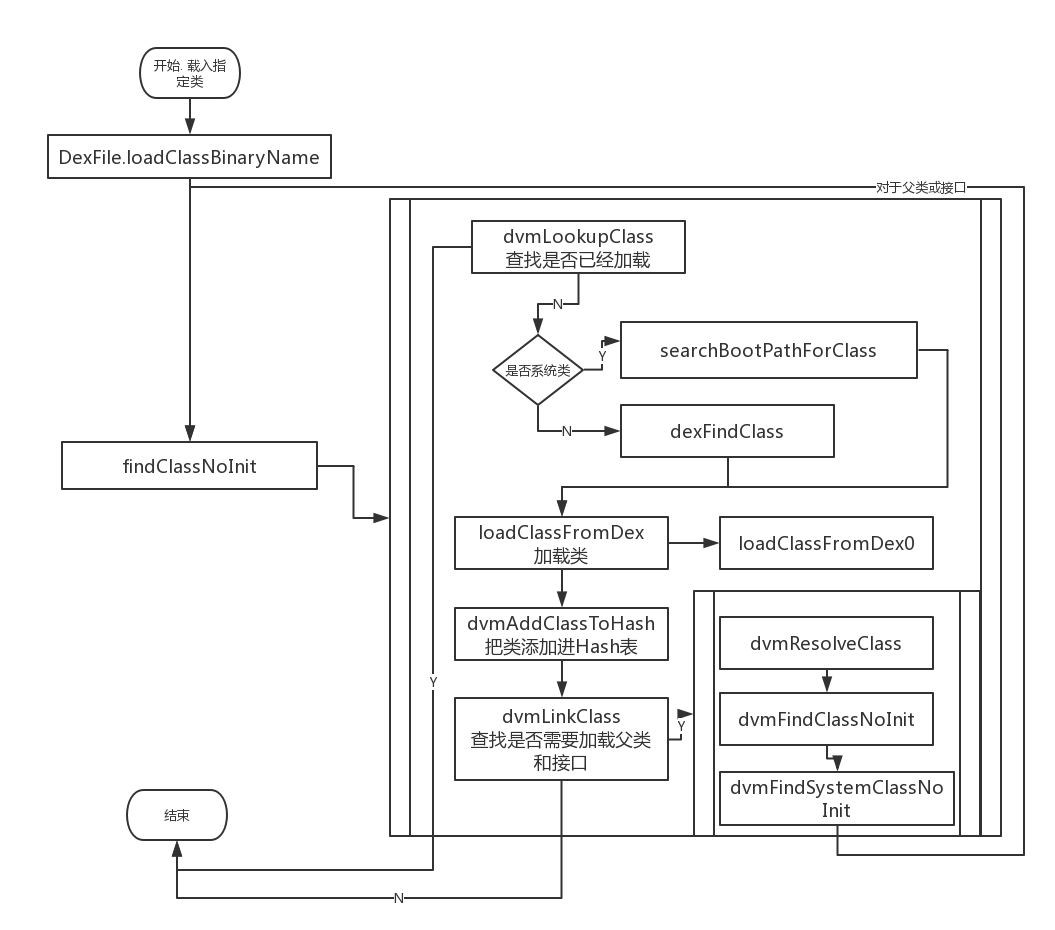 开始. 载入指
定类
DexFile.loadClassBinaryName
对于父类或接口
dvmLookupClass
查找是否已经加载
N
是否系统类
Y
searchBootPathForClass
N
dexFindClass
findClassNoInit
loadClassFromDex
加载类
loadClassFromDex0
dvmAddClassToHash
把类添加进Hash表
dvmResolveClass
Y
dvmLinkClass
查找是否需要加载父类
和接口
Y
dvmFindClassNoInit
dvmFindSystemClassNo
Init
结束
N